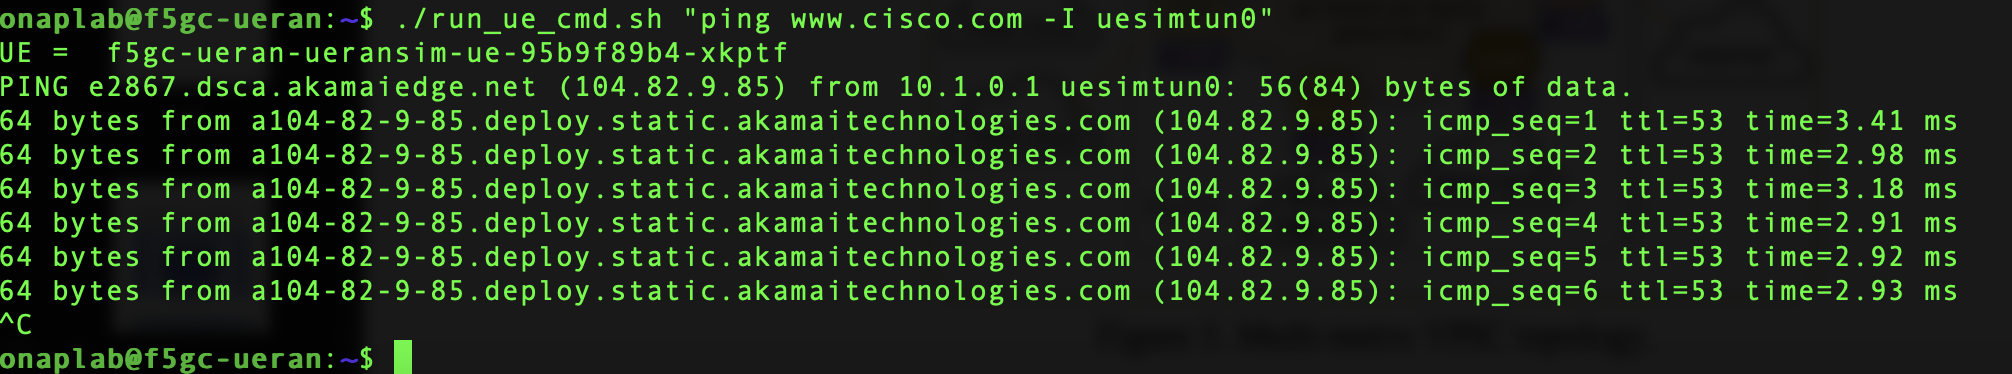 onaplab@f5gc-ueran:~$ ./run_ue_cmd.sh "ping www.cisco.com -I uesimtun0"
UE =  f5gc-ueran-ueransim-ue-95b9f89b4-xkptf
PING e2867.dsca.akamaiedge.net (104.82.9.85) from 10.1.0.1 uesimtun0: 56(84) bytes of data.
64 bytes from a104-82-9-85.deploy.static.akamaitechnologies.com (104.82.9.85): icmp_seq=1 ttl=53 time=3.41 ms
64 bytes from a104-82-9-85.deploy.static.akamaitechnologies.com (104.82.9.85): icmp_seq=2 ttl=53 time=2.98 ms
64 bytes from a104-82-9-85.deploy.static.akamaitechnologies.com (104.82.9.85): icmp_seq=3 ttl=53 time=3.18 ms
64 bytes from a104-82-9-85.deploy.static.akamaitechnologies.com (104.82.9.85): icmp_seq=4 ttl=53 time=2.91 ms
64 bytes from a104-82-9-85.deploy.static.akamaitechnologies.com (104.82.9.85): icmp_seq=5 ttl=53 time=2.92 ms
64 bytes from a104-82-9-85.deploy.static.akamaitechnologies.com (104.82.9.85): icmp_seq=6 ttl=53 time=2.93 ms
^C
onaplab@f5gc-ueran:~$